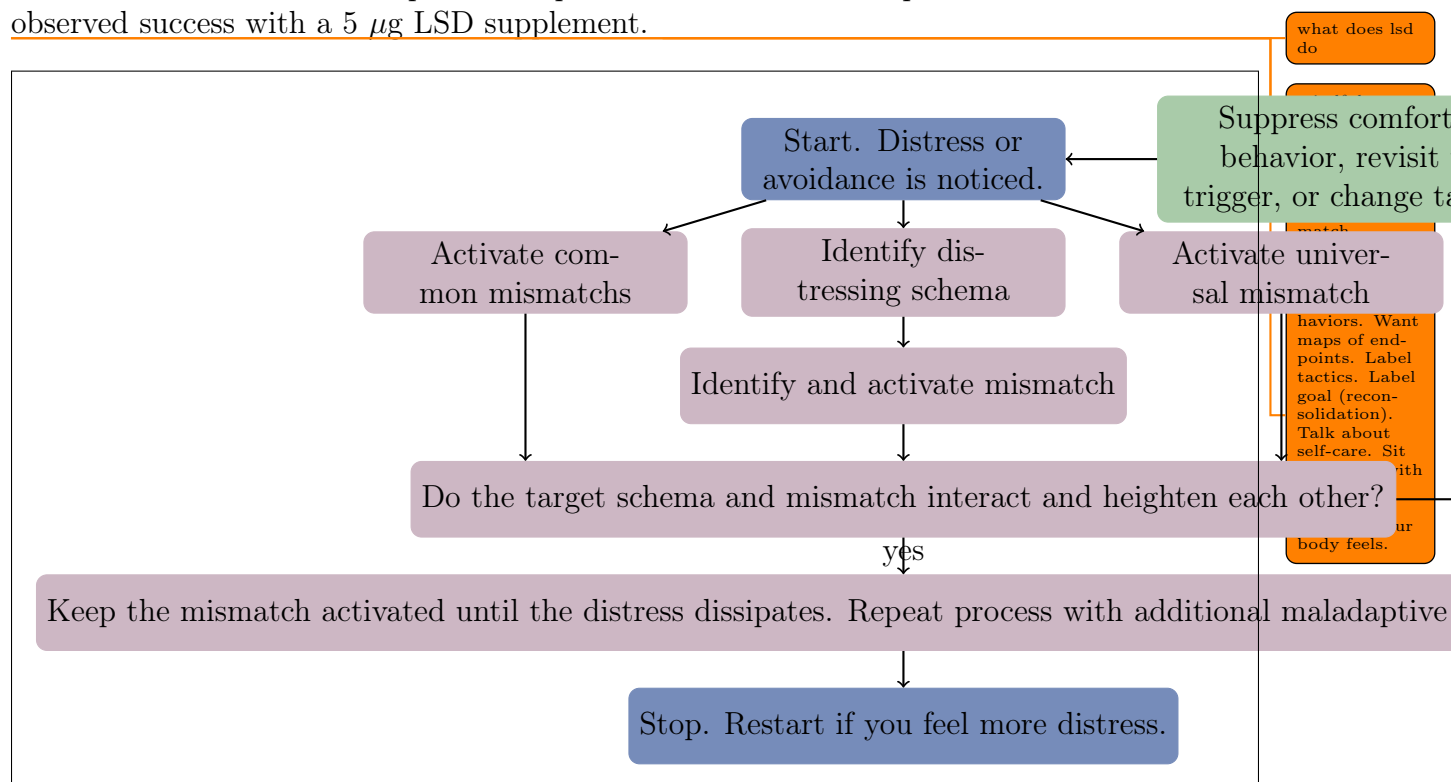 observed success with a 5 µg LSD supplement.
what does lsd
do
Start. Distress or
avoidance is noticed.
Suppress comfort
behavior, revisit
trigger, or change
Activate com-
mon mismatchs
Identify dis-
tressing schema
Activate univer-
sal mismatch
match
haviors. Want
maps of end-
points. Label
tactics. Label
goal (recon-
solidation).
Talk about
self-care. Sit
with
body feels.
Identify and activate mismatch
Do the target schema and mismatch interact and heighten each other?
yes
Keep the mismatch activated until the distress dissipates. Repeat process with additional maladaptive
Stop. Restart if you feel more distress.